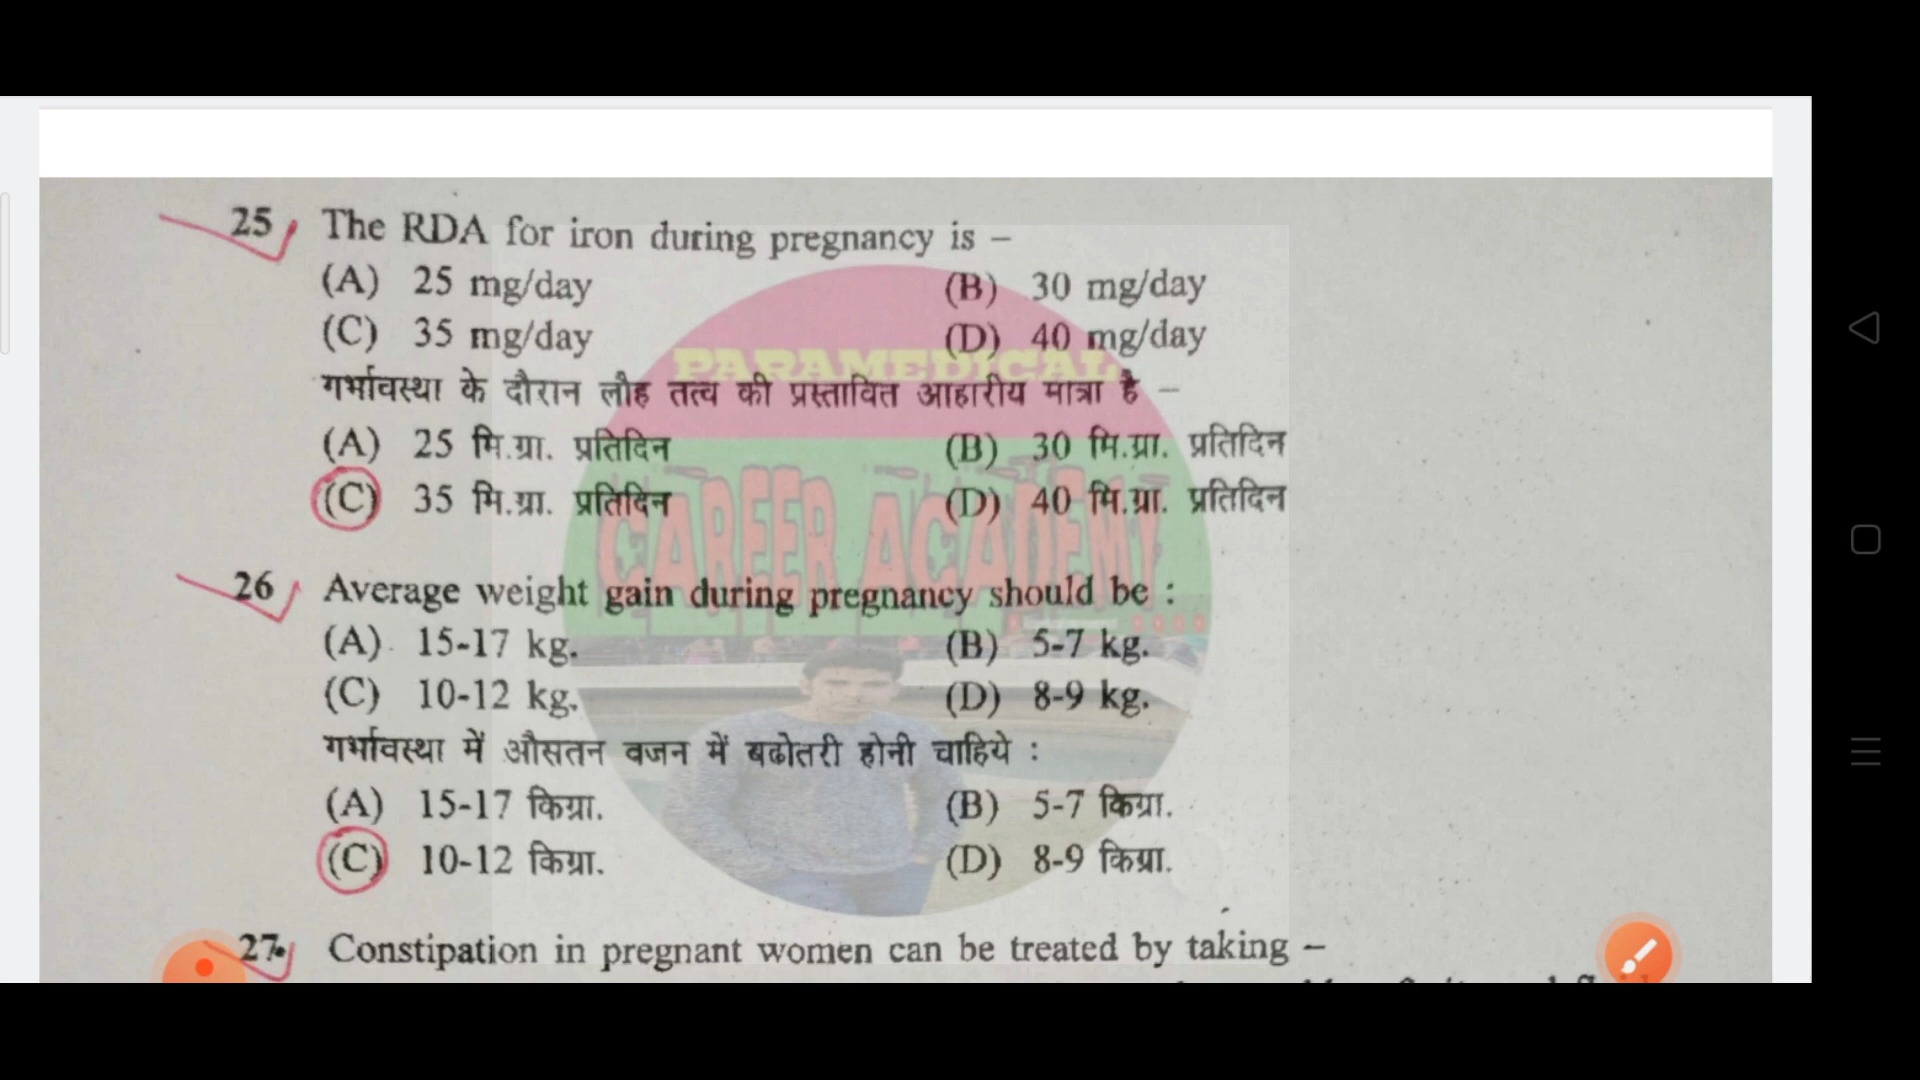 25 The RDA for iron during pregnancy is –
(A) 25 mg/day (B) 30 mg/day
(C) 35 mg/day (D) 40 mg/day
गर्भावस्था के दौरान लौह तत्व की प्रस्तावित आहारीय मात्रा है –
(A) 25 मि.ग्रा. प्रतिदिन (B) 30 मि.ग्रा. प्रतिदिन
(C) 35 मि.ग्रा. प्रतिदिन (D) 40 मि.ग्रा. प्रतिदिन
PARAMEDICAL
CAREER ACADEMY
26 Average weight gain during pregnancy should be :
(A) 15-17 kg. (B) 5-7 kg.
(C) 10-12 kg. (D) 8-9 kg.
गर्भावस्था में औसतन वजन में बढोतरी होनी चाहिये :
(A) 15-17 किग्रा. (B) 5-7 किग्रा.
(C) 10-12 किग्रा. (D) 8-9 किग्रा.
27. Constipation in pregnant women can be treated by taking –